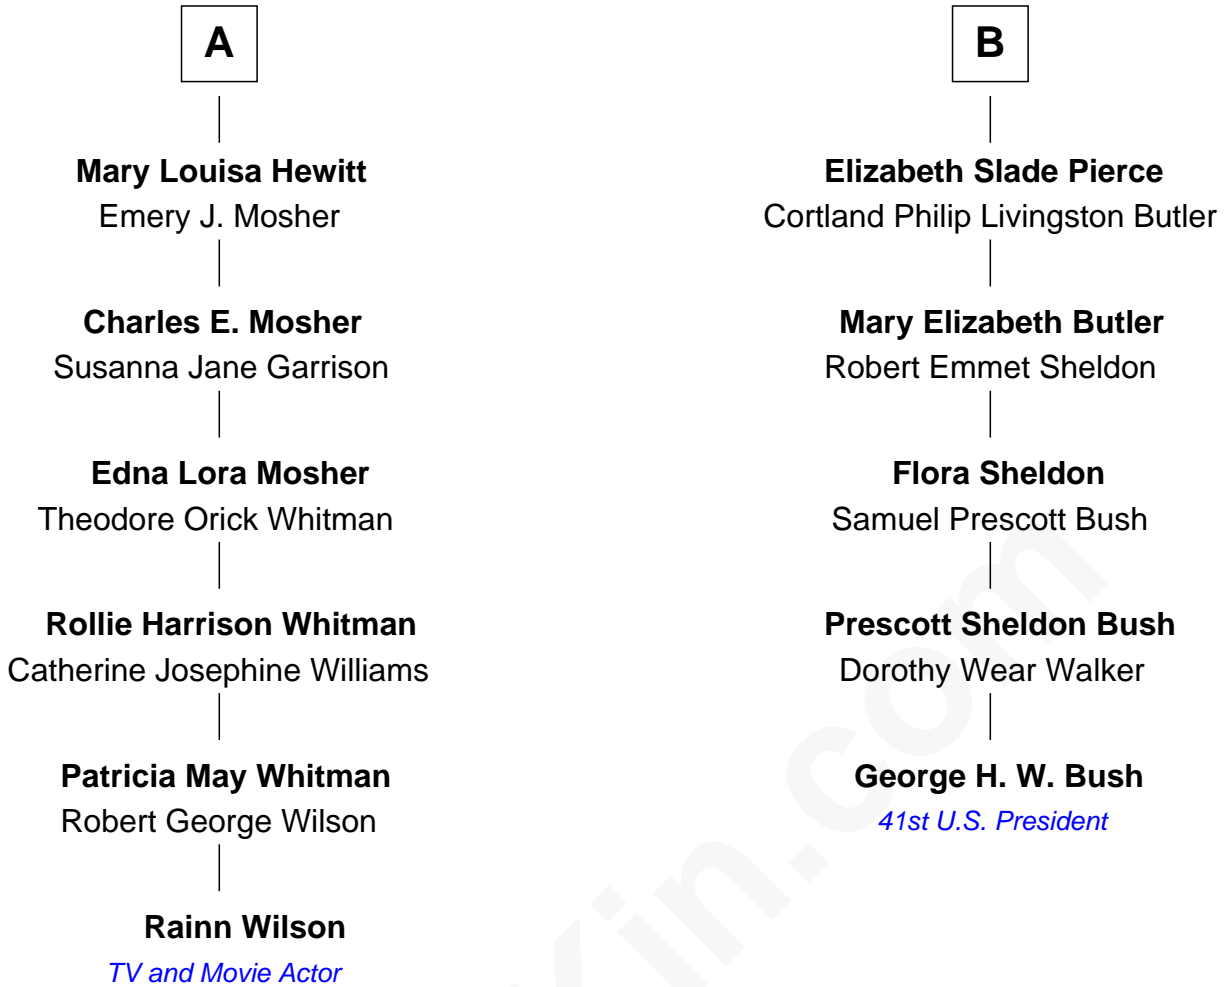 A
Mary Louisa Hewitt
Emery J. Mosher
Charles E. Mosher
Susanna Jane Garrison
Edna Lora Mosher
Theodore Orick Whitman
Rollie Harrison Whitman
Catherine Josephine Williams
Patricia May Whitman
Robert George Wilson
Rainn Wilson
TV and Movie Actor
B
Elizabeth Slade Pierce
Cortland Philip Livingston Butler
Mary Elizabeth Butler
Robert Emmet Sheldon
Flora Sheldon
Samuel Prescott Bush
Prescott Sheldon Bush
Dorothy Wear Walker
George H. W. Bush
41st U.S. President
Kin.com